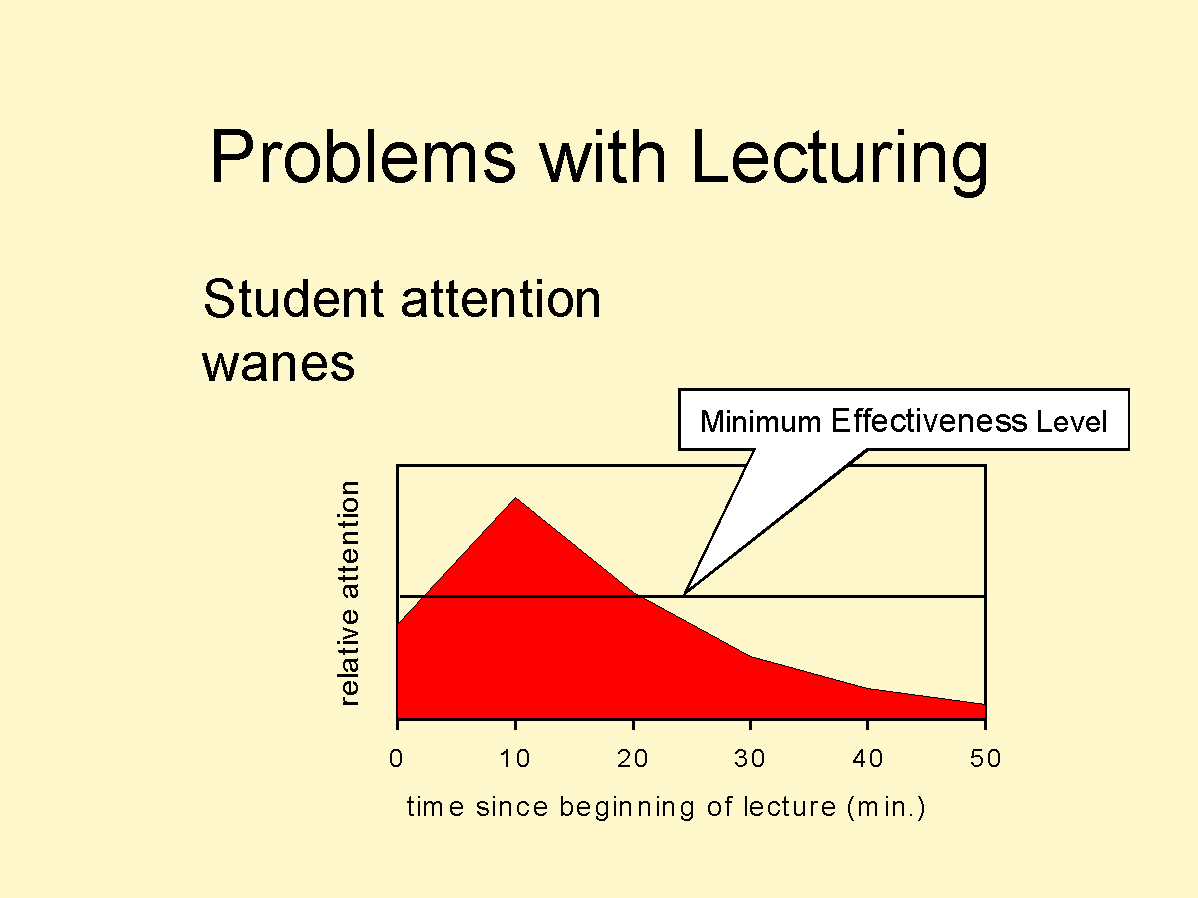 Problems with Lecturing
Student attention
wanes
Minimum Effectiveness Level
relative attention
0 10 20 30 40 50
time since beginning of lecture (min.)